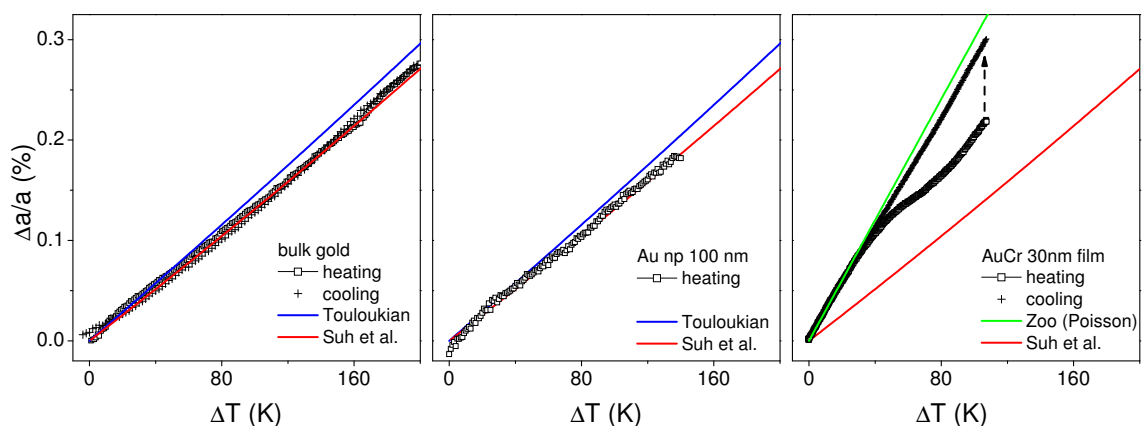 0.3
0.2
0.1
0.0
Δa/a (%)
bulk gold
heating
cooling
Touloukian
Suh et al.
0 80 160
ΔT (K)
Au np 100 nm
heating
Touloukian
Suh et al.
0 80 160
ΔT (K)
AuCr 30nm film
heating
cooling
Zoo (Poisson)
Suh et al.
0 80 160
ΔT (K)